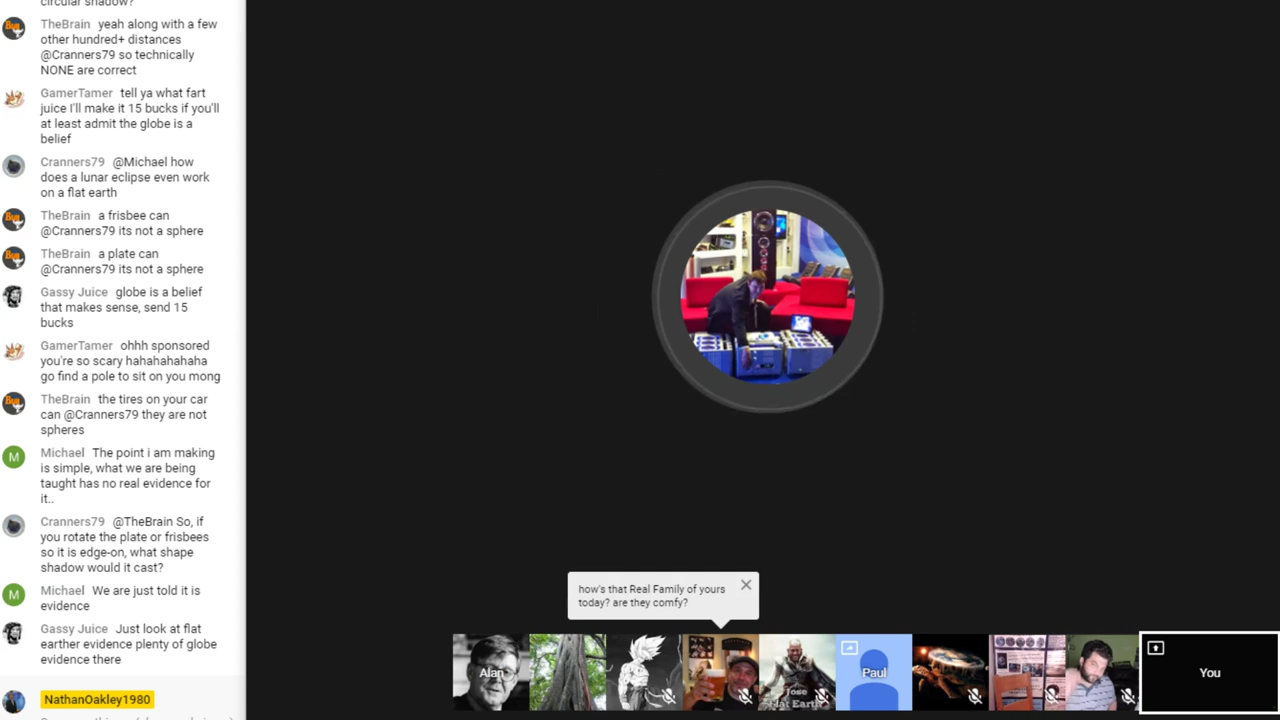 circular shadow?
TheBrain yeah along with a few
other hundred+ distances
@Cranners79 so technically
NONE are correct
GamerTamer tell ya what fart
juice I'll make it 15 bucks if you'll
at least admit the globe is a
belief
Cranners79 @Michael how
does a lunar eclipse even work
on a flat earth
TheBrain a frisbee can
@Cranners79 its not a sphere
TheBrain a plate can
@Cranners79 its not a sphere
Gassy Juice globe is a belief
that makes sense, send 15
bucks
GamerTamer ohhh sponsored
you're so scary hahahahahaha
go find a pole to sit on you mong
TheBrain the tires on your car
can @Cranners79 they are not
spheres
M
Michael The point i am making
is simple, what we are being
taught has no real evidence for
it..
Cranners79 @TheBrain So, if
you rotate the plate or frisbees
so it is edge-on, what shape
shadow would it cast?
M
Michael We are just told it is
evidence
Gassy Juice Just look at flat
earther evidence plenty of globe
evidence there
NathanOakley1980
how's that Real Family of yours
today? are they comfy?
Alan
Flat Earth
Paul
You